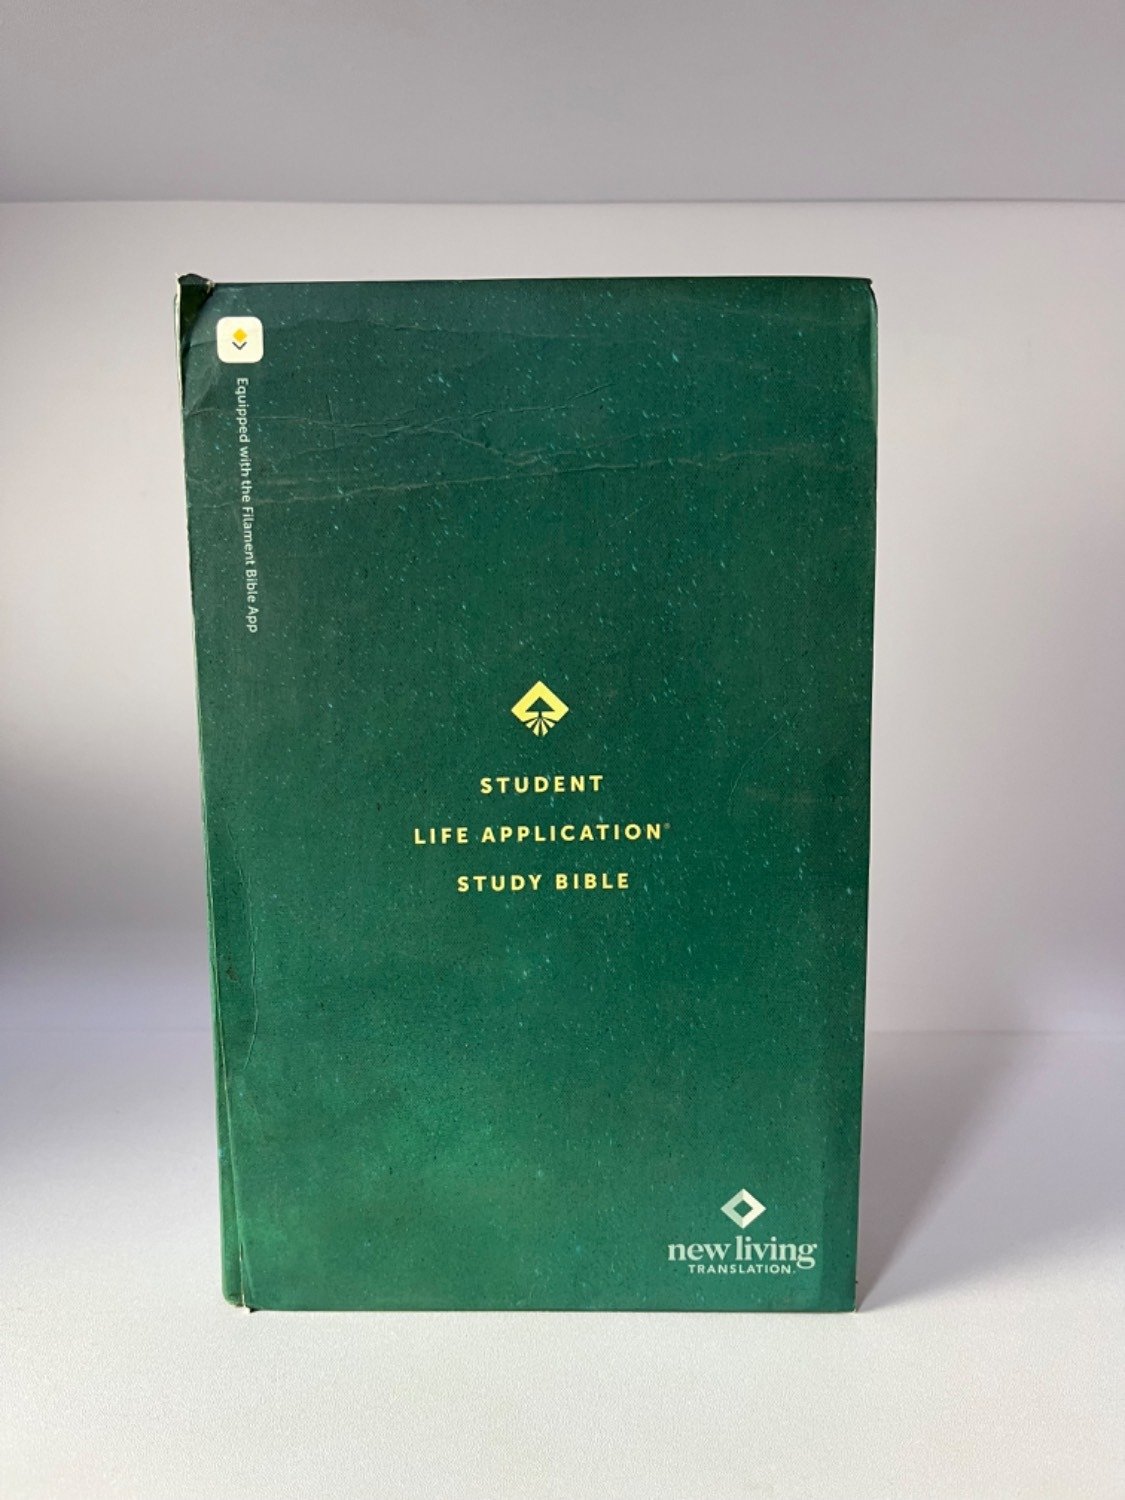 Equipped with the Filament Bible App
STUDENT
LIFE APPLICATION®
STUDY BIBLE
new living
TRANSLATION.